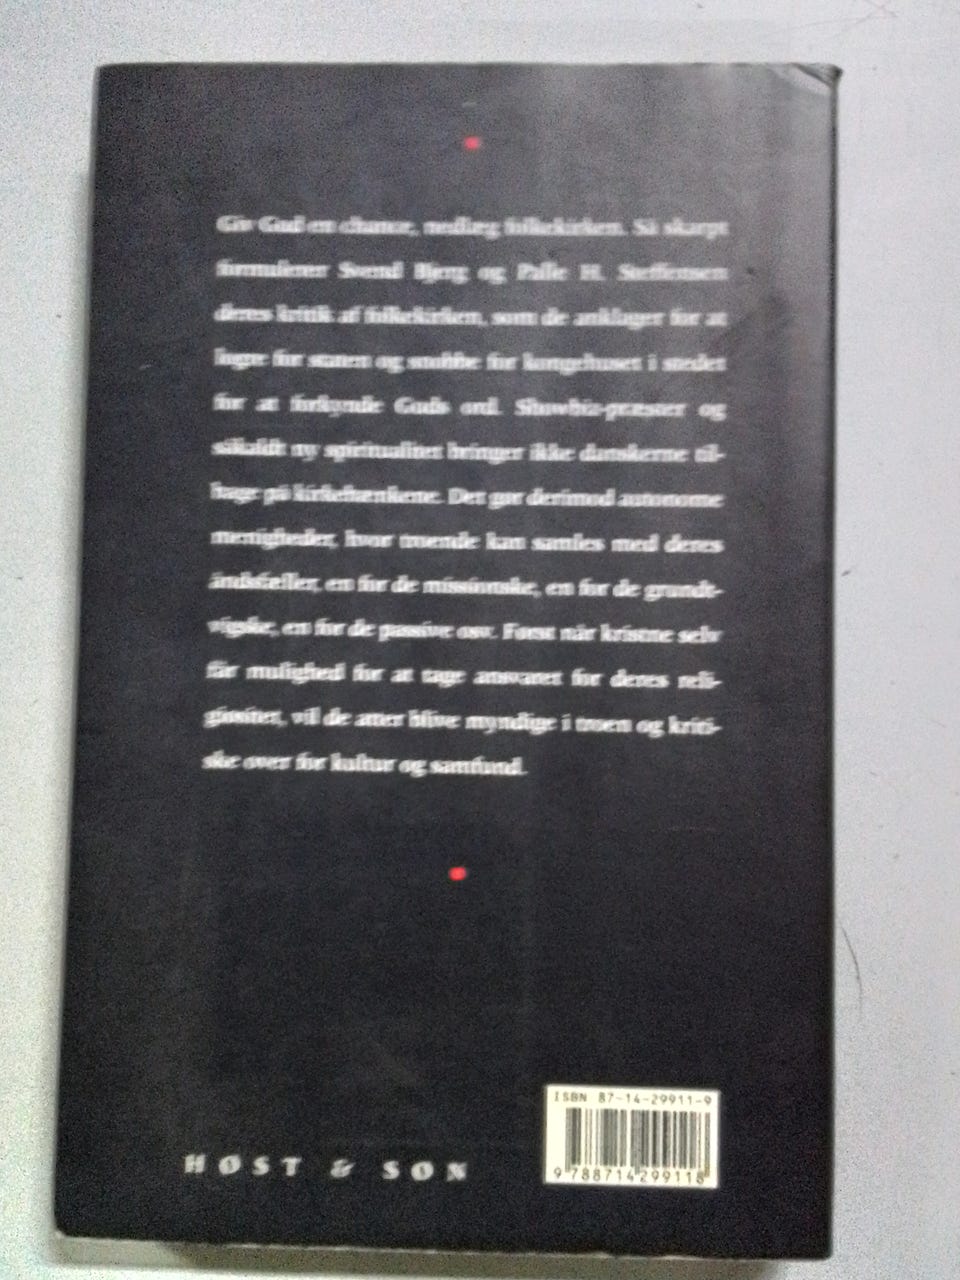 Giv Gud en chance, nedlæg folkekirken. Så skarpt
formulerer Svend Bjerg og Palle H. Steffensen
deres kritik af folkekirken, som de anklager for at
logre for staten og snobbe for kongehuset i stedet
for at forkynde Guds ord. Showbiz-præster og
såkaldt ny spiritualitet bringer ikke danskerne til-
bage på kirkebænkene. Det gør derimod autonome
menigheder, hvor troende kan samles med deres
åndsfæller, en for de missionske, en for de grundt-
vigske, en for de passive osv. Først når kristne selv
får mulighed for at tage ansvaret for deres reli-
giøsitet, vil de atter blive myndige i troen og kriti-
ske over for kultur og samfund.
ISBN 87-14-29911-9
9 788714 299118
HØST & SØN